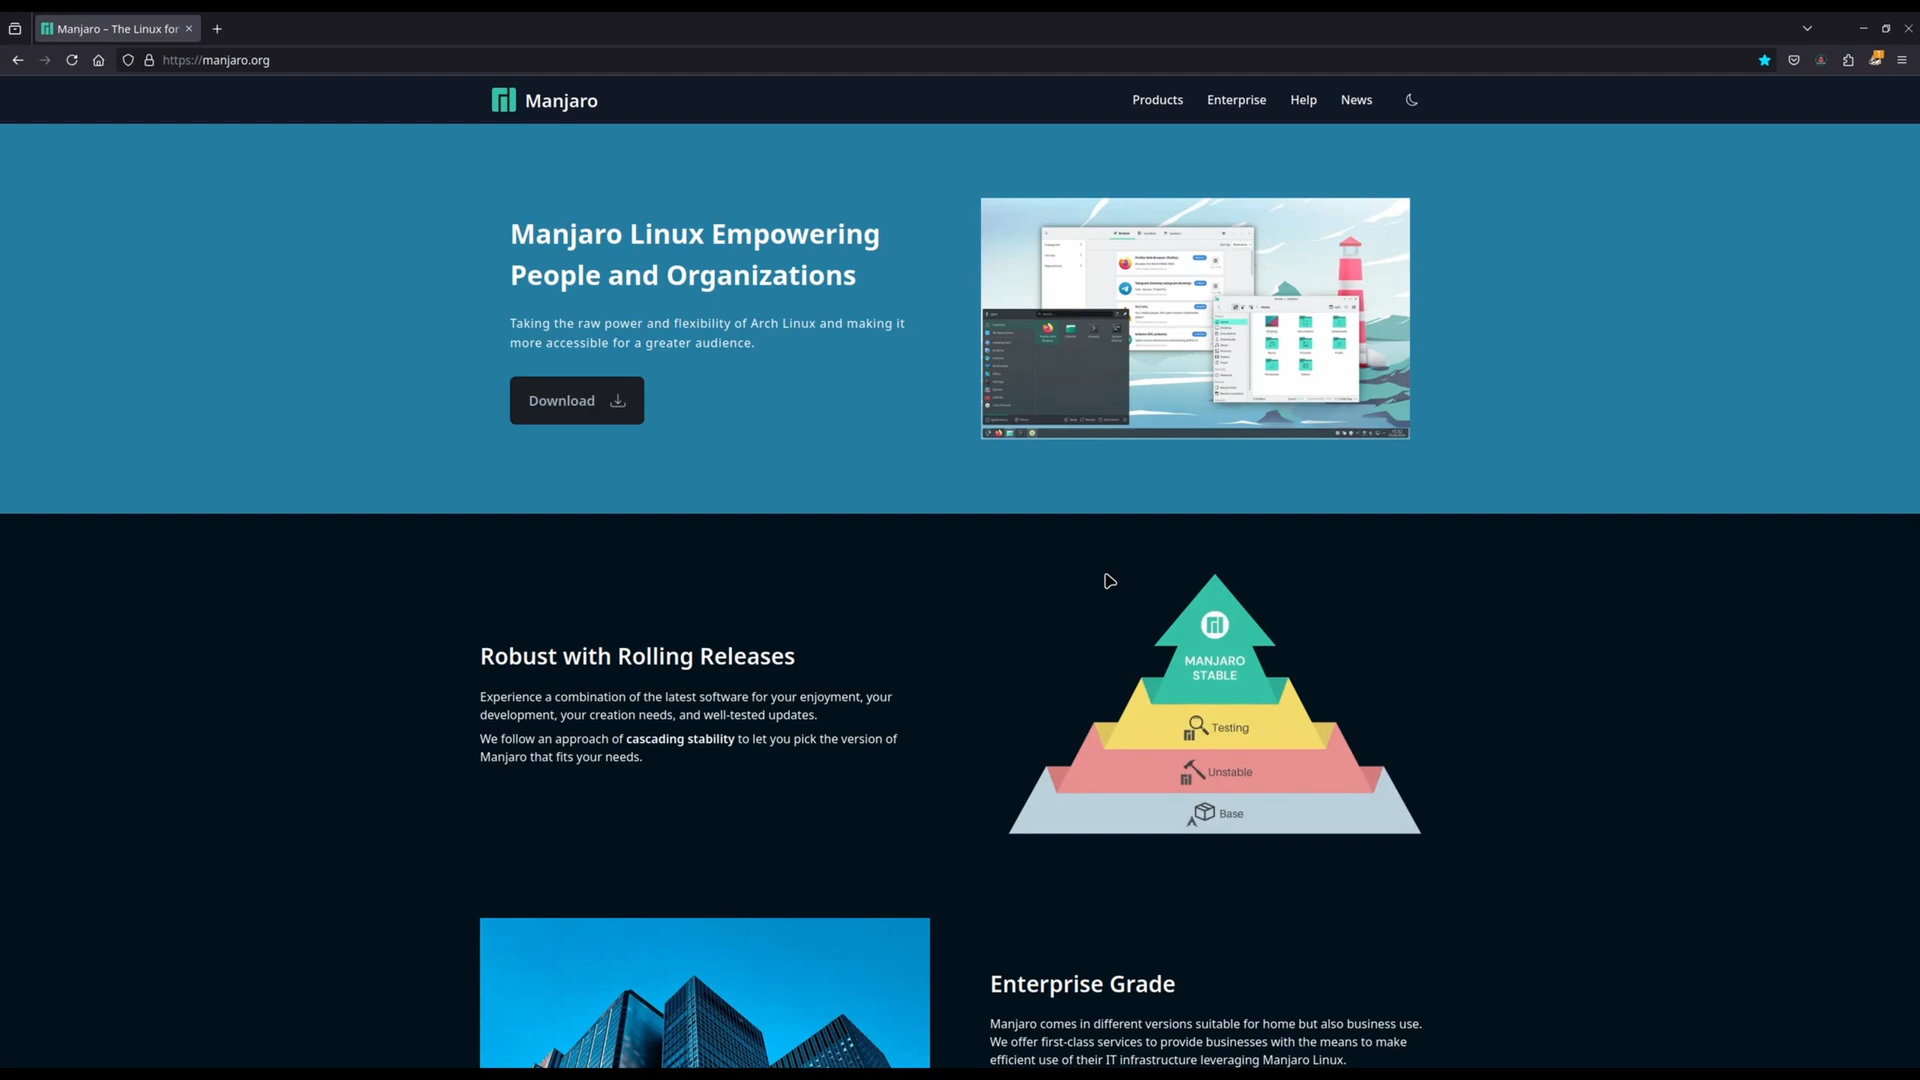 Manjaro – The Linux for
https://manjaro.org
Manjaro
Products
Enterprise
Help
News
Manjaro Linux Empowering
People and Organizations
Taking the raw power and flexibility of Arch Linux and making it
more accessible for a greater audience.
Download
Robust with Rolling Releases
Experience a combination of the latest software for your enjoyment, your
development, your creation needs, and well-tested updates.
We follow an approach of cascading stability to let you pick the version of
Manjaro that fits your needs.
MANJARO
STABLE
Testing
Unstable
Base
Enterprise Grade
Manjaro comes in different versions suitable for home but also business use.
We offer first-class services to provide businesses with the means to make
efficient use of their IT infrastructure leveraging Manjaro Linux.